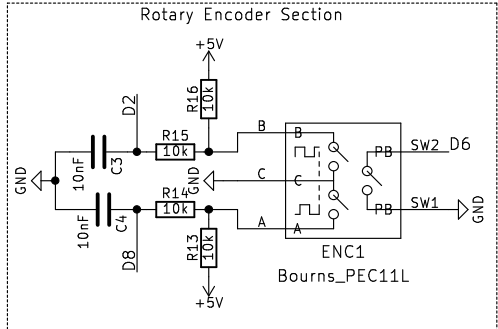 Rotary Encoder Section
+5V
D2
R16
10k
R15
10k
B
B
10nF
C3
PB
SW2
D6
GND
GND
C
C
R14
10k
10nF
C4
PB
SW1
GND
A
A
D8
R13
10k
ENC1
+5V
Bourns_PEC11L